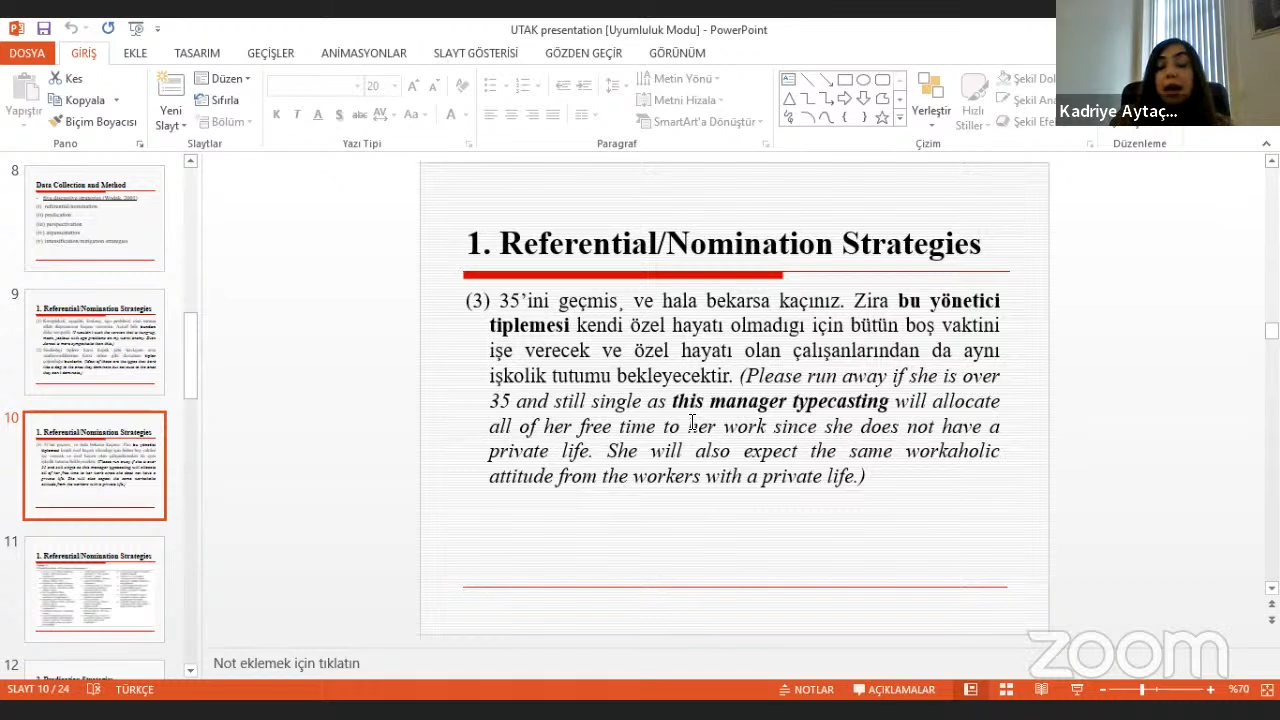 UTAK presentation [Uyumluluk Modu] - PowerPoint
DOSYA GİRİŞ EKLE TASARIM GEÇİŞLER ANİMASYONLAR SLAYT GÖSTERİSİ GÖZDEN GEÇİR GÖRÜNÜM
Yapıştır
Kes
Kopyala
Biçim Boyacısı
Pano
Yeni
Slayt
Düzen
Sıfırla
Bölüm
Slaytlar
20
K T A S abc AV Aa A
Yazı Tipi
Metin Yönü
Metni Hizala
SmartArt'a Dönüştür
Paragraf
Yerleştir
Hızlı
Stiller
Şekil Dol
Şekil Ana
Şekil Efe
Çizim
Düzenleme
Kadriye Aytaç...
8
Data Collection and Method
9
1. Referential/Nomination Strategies
10
1. Referential/Nomination Strategies
11
1. Referential/Nomination Strategies
12
1. Referential/Nomination Strategies
(3) 35’ini geçmiş, ve hala bekarsa kaçınız. Zira bu yönetici
tiplemesi kendi özel hayatı olmadığı için bütün boş vaktini
işe verecek ve özel hayatı olan çalışanlarından da aynı
işkolik tutumu bekleyecektir. (Please run away if she is over
35 and still single as this manager typecasting will allocate
all of her free time to her work since she does not have a
private life. She will also expect the same workaholic
attitude from the workers with a private life.)
Not eklemek için tıklatın
zoom
SLAYT 10 / 24 TÜRKÇE NOTLAR AÇIKLAMALAR %70